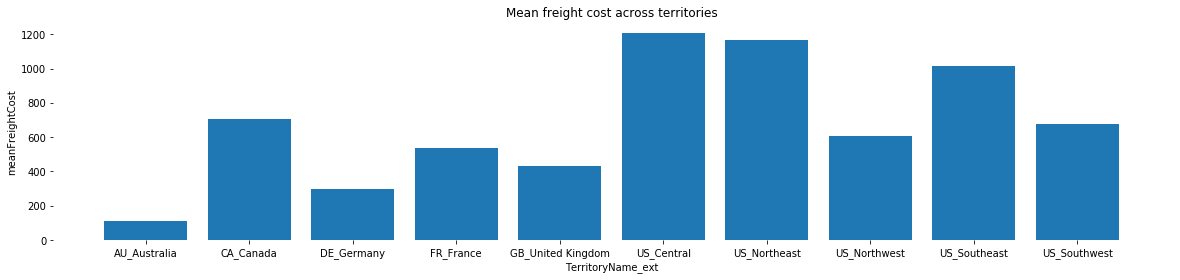 Mean freight cost across territories
meanFreightCost
1200
1000
800
600
400
200
0
AU_Australia CA_Canada DE_Germany FR_France GB_United Kingdom US_Central US_Northeast US_Northwest US_Southeast US_Southwest
TerritoryName_ext